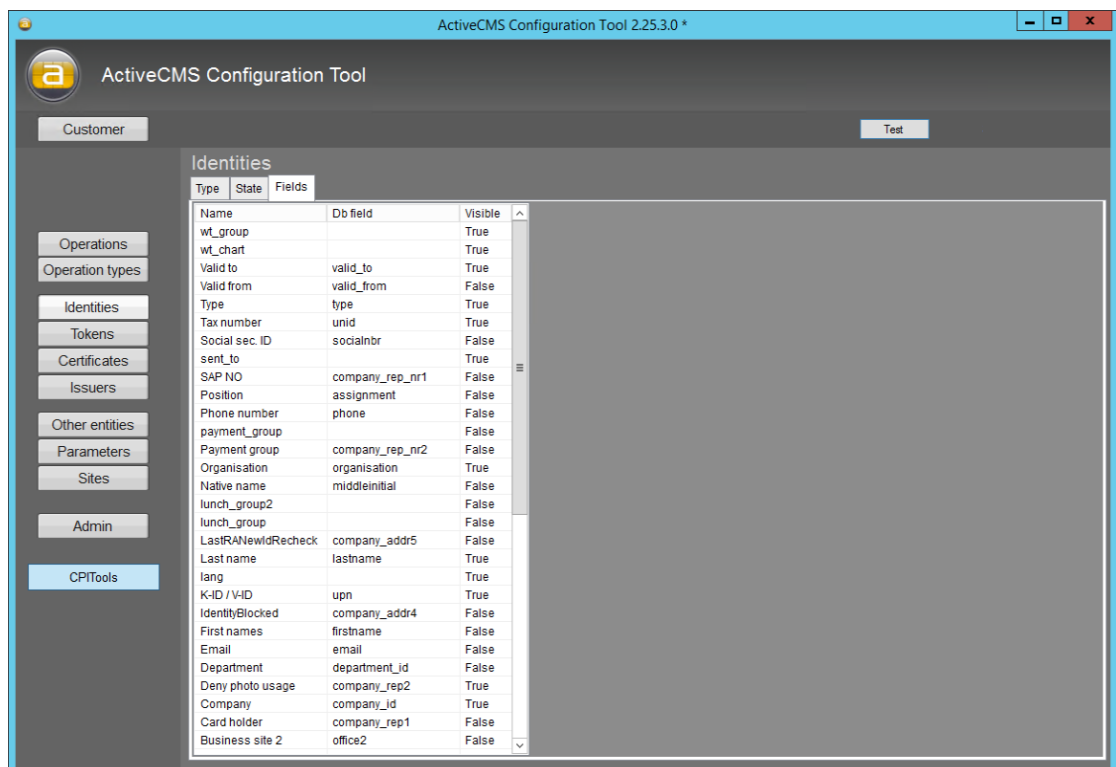 ActiveCMS Configuration Tool 2.25.3.0 *
ActiveCMS Configuration Tool
Customer
Test
Identities
Type State Fields
Name Db field Visible
wt_group True
wt_chart True
Valid to valid_to True
Valid from valid_from False
Type type True
Tax number unid True
Social sec. ID socialnbr False
sent_to True
SAP NO company_rep_nr1 False
Position assignment False
Phone number phone False
payment_group False
Payment group company_rep_nr2 False
Organisation organisation True
Native name middleinitial False
lunch_group2 False
lunch_group False
LastRANewIdRecheck company_addr5 False
Last name lastname True
lang True
K-ID / V-ID upn True
IdentityBlocked company_addr4 False
First names firstname False
Email email False
Department department_id False
Deny photo usage company_rep2 True
Company company_id True
Card holder company_rep1 False
Business site 2 office2 False
Operations
Operation types
Identities
Tokens
Certificates
Issuers
Other entities
Parameters
Sites
Admin
CPITools